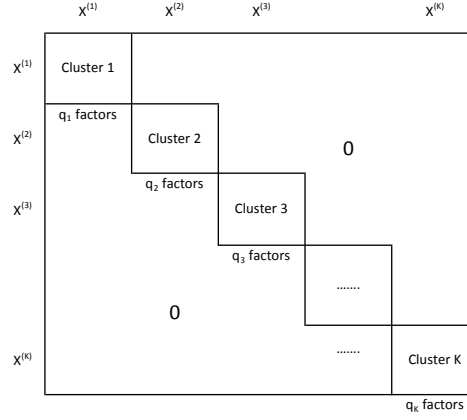 X⁽¹⁾ X⁽²⁾ X⁽³⁾ X⁽ᴷ⁾
X⁽¹⁾ Cluster 1
q₁ factors
X⁽²⁾ Cluster 2 0
q₂ factors
X⁽³⁾ Cluster 3
q₃ factors
.......
0
.......
X⁽ᴷ⁾ Cluster K
qₖ factors